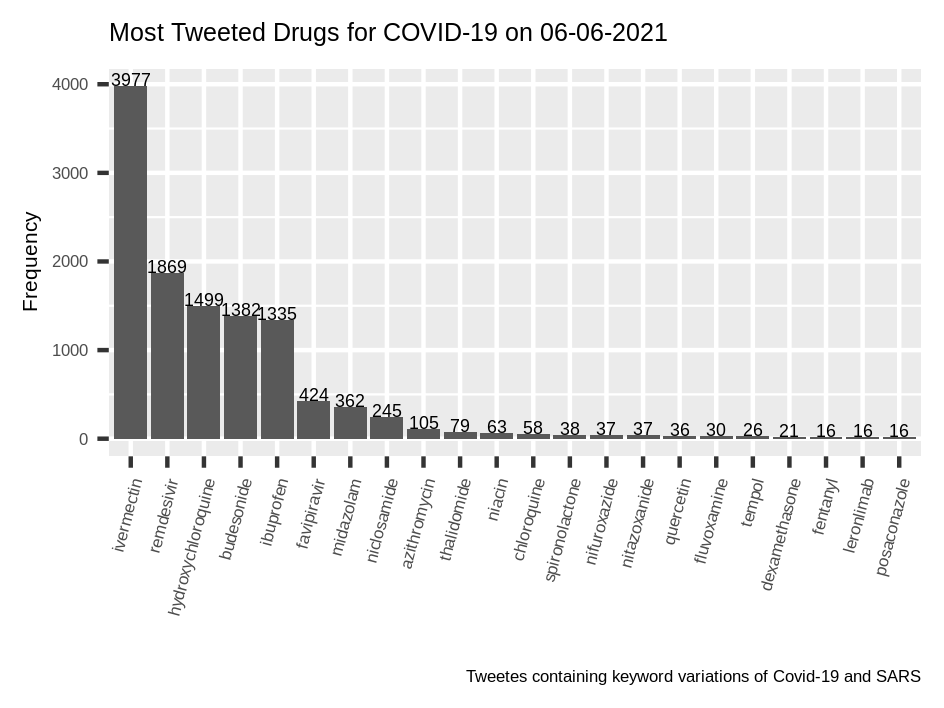 Most Tweeted Drugs for COVID-19 on 06-06-2021
Frequency
4000
3000
2000
1000
0
3977
1869
1499
1382
1335
424
362
245
105
79
63
58
38
37
37
36
30
26
21
16
16
16
ivermectin
remdesivir
hydroxychloroquine
budesonide
ibuprofen
favipiravir
midazolam
niclosamide
azithromycin
thalidomide
niacin
chloroquine
spironolactone
nifuroxazide
nitazoxanide
quercetin
fluvoxamine
tempol
dexamethasone
fentanyl
leronlimab
posaconazole
Tweetes containing keyword variations of Covid-19 and SARS